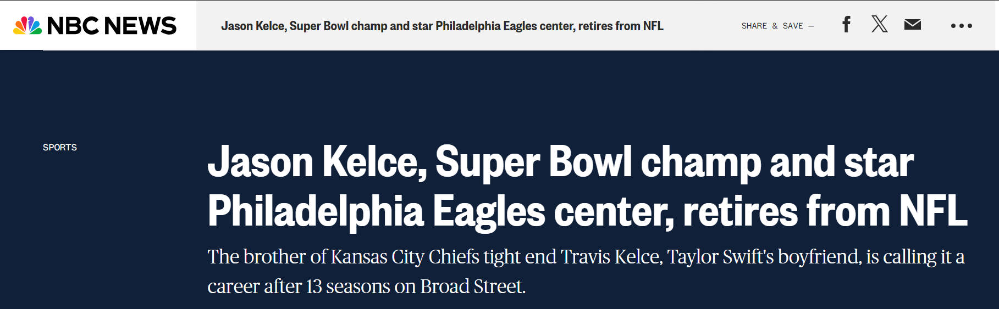 NBC NEWS
Jason Kelce, Super Bowl champ and star Philadelphia Eagles center, retires from NFL
SHARE & SAVE —
SPORTS
Jason Kelce, Super Bowl champ and star
Philadelphia Eagles center, retires from NFL
The brother of Kansas City Chiefs tight end Travis Kelce, Taylor Swift's boyfriend, is calling it a
career after 13 seasons on Broad Street.